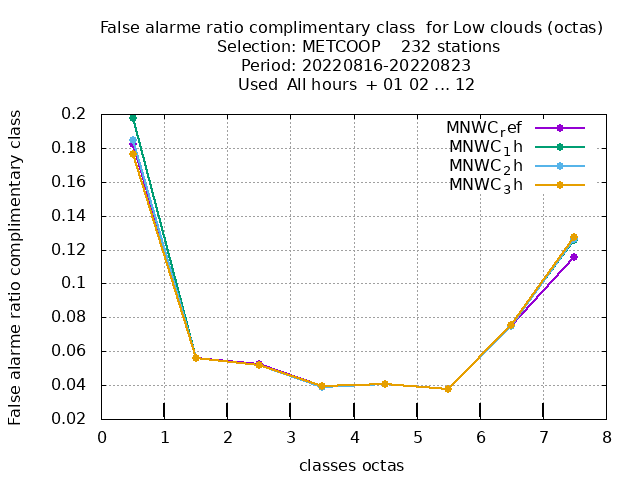 False alarme ratio complimentary class  for Low clouds (octas)
Selection: METCOOP    232 stations
Period: 20220816-20220823
Used  All hours  + 01 02 ... 12
False alarme ratio complimentary class
0.2
0.18
0.16
0.14
0.12
0.1
0.08
0.06
0.04
0.02
MNWC_ref
MNWC_1h
MNWC_2h
MNWC_3h
0 1 2 3 4 5 6 7 8
classes octas